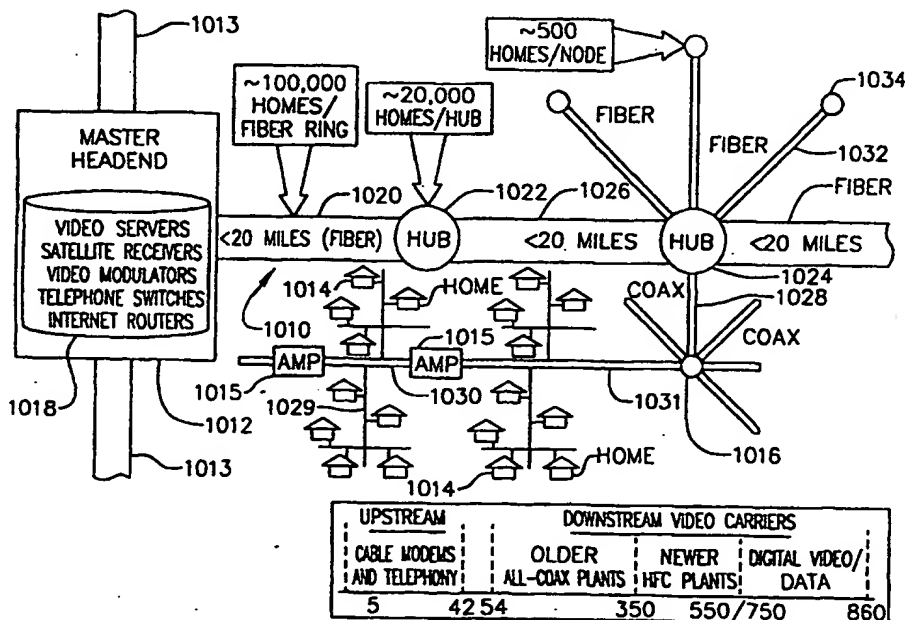 1013
~500
HOMES/NODE
~100,000
HOMES/
FIBER RING
~20,000
HOMES/HUB
1034
MASTER
HEADEND
FIBER
FIBER
1032
1020
1022
1026
FIBER
VIDEO SERVERS
SATELLITE RECEIVERS
VIDEO MODULATORS
TELEPHONE SWITCHES
INTERNET ROUTERS
<20 MILES (FIBER)
HUB
<20 MILES
HUB
<20 MILES
1014
HOME
1024
1028
COAX
COAX
1010
1015
AMP
AMP
1018
1015
1029
1030
1031
1012
1016
HOME
1013
1014
UPSTREAM
DOWNSTREAM VIDEO CARRIERS
CABLE MODEMS
AND TELEPHONY
OLDER
ALL-COAX PLANTS
NEWER
HFC PLANTS
DIGITAL VIDEO/
DATA
5 42 54 350 550/750 860